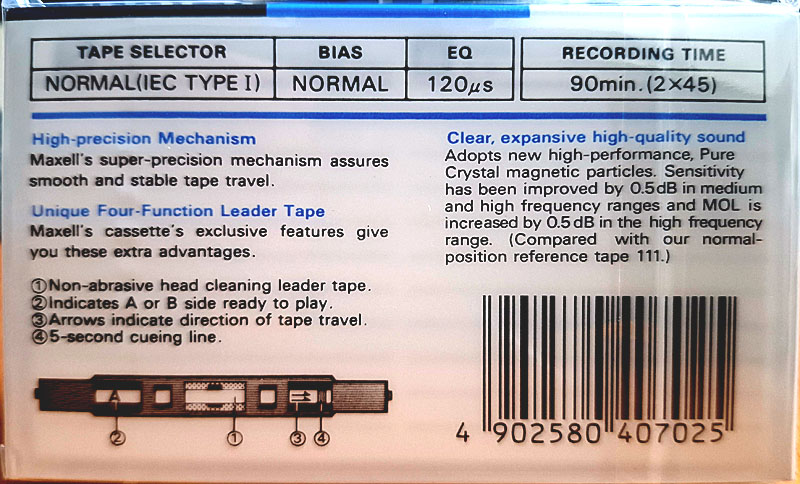 TAPE SELECTOR BIAS EQ RECORDING TIME
NORMAL(IEC TYPE I) NORMAL 120μs 90min.(2×45)
High-precision Mechanism
Maxell's super-precision mechanism assures
smooth and stable tape travel.
Unique Four-Function Leader Tape
Maxell's cassette's exclusive features give
you these extra advantages.
①Non-abrasive head cleaning leader tape.
②Indicates A or B side ready to play.
③Arrows indicate direction of tape travel.
④5-second cueing line.
A
② ① ③ ④
Clear, expansive high-quality sound
Adopts new high-performance, Pure
Crystal magnetic particles. Sensitivity
has been improved by 0.5dB in medium
and high frequency ranges and MOL is
increased by 0.5dB in the high frequency
range. (Compared with our normal-
position reference tape 111.)
4 902580 407025